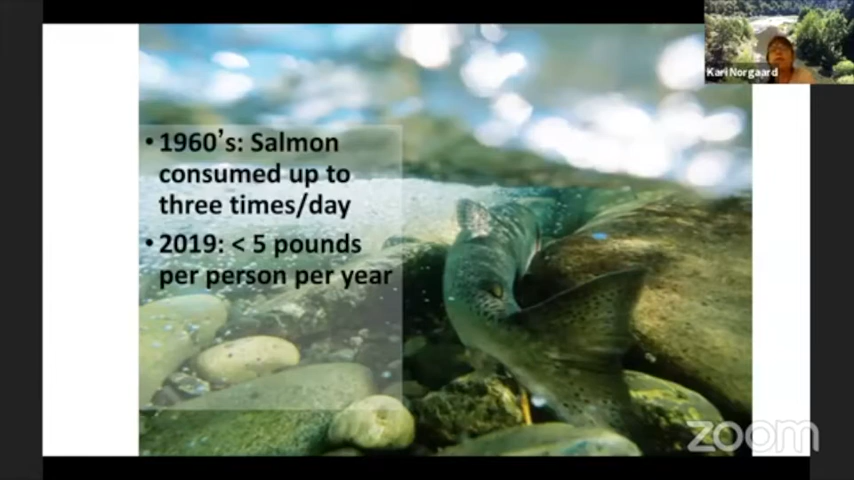 Kari Norgaard
• 1960's: Salmon
consumed up to
three times/day
• 2019: < 5 pounds
per person per year
zoom